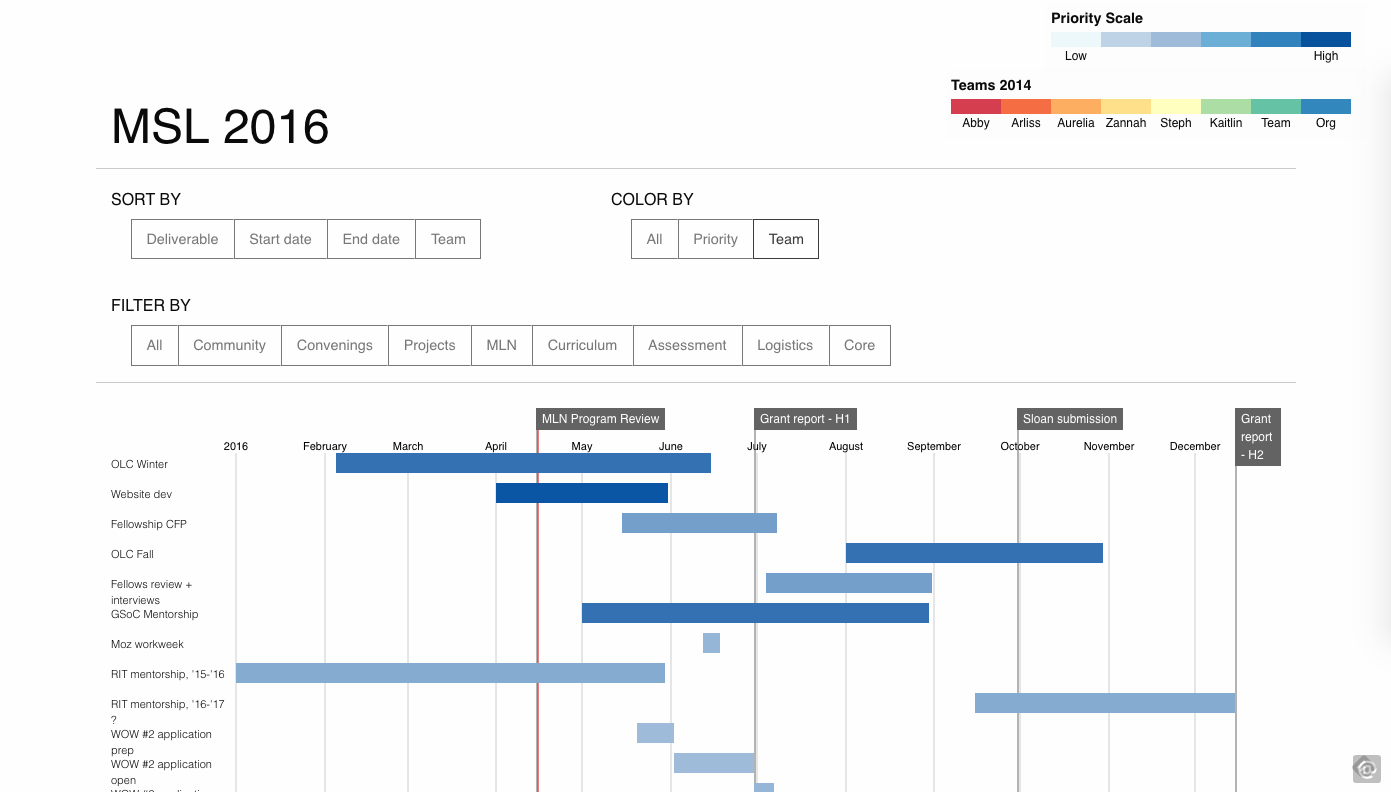 Priority Scale
Low High
Teams 2014
Abby Arliss Aurelia Zannah Steph Kaitlin Team Org
MSL 2016
SORT BY
Deliverable Start date End date Team
COLOR BY
All Priority Team
FILTER BY
All Community Convenings Projects MLN Curriculum Assessment Logistics Core
MLN Program Review
Grant report - H1
Sloan submission
Grant
report
- H2
2016 February March April May June July August September October November December
OLC Winter
Website dev
Fellowship CFP
OLC Fall
Fellows review +
interviews
GSoC Mentorship
Moz workweek
RIT mentorship, '15-'16
RIT mentorship, '16-'17
?
WOW #2 application
prep
WOW #2 application
open